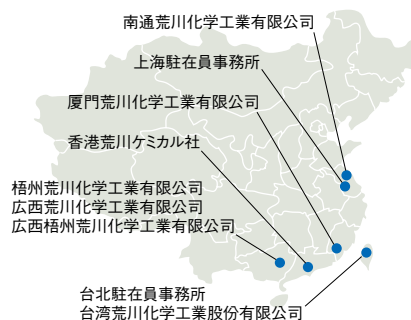 南通荒川化学工業有限公司
上海駐在員事務所
厦門荒川化学工業有限公司
香港荒川ケミカル社
梧州荒川化学工業有限公司
広西荒川化学工業有限公司
広西梧州荒川化学工業有限公司
台北駐在員事務所
台湾荒川化学工業股份有限公司